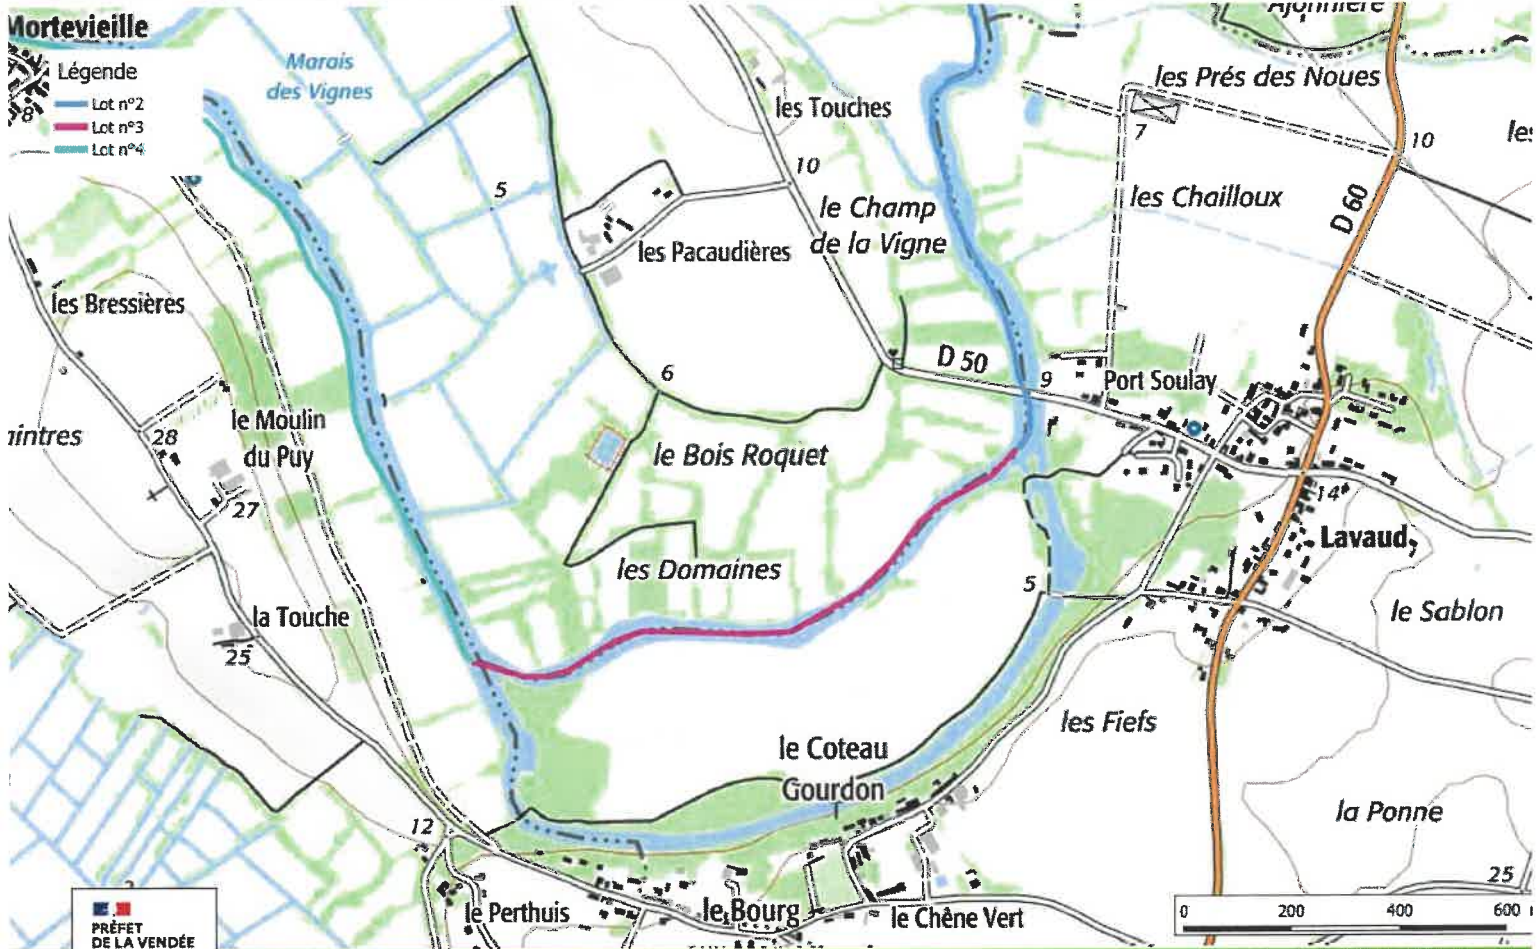 Mortevieille
Légende
Lot n°2
Lot n°3
Lot n°4
8
Marais
des Vignes
Ajonnière
les Prés des Noues
les Touches
7
10
10
5
les Chailloux
D 60
le Champ
de la Vigne
les Pacaudières
les Bressières
D 50
9
6
Port Soulay
le Moulin
du Puy
28
le Bois Roquet
27
14
Lavaud
les Domaines
5
le Sablon
la Touche
25
les Fiefs
le Coteau
Gourdon
la Ponne
12
25
le Perthuis
le Bourg
le Chêne Vert
0 200 400 600
PRÉFET
DE LA VENDÉE